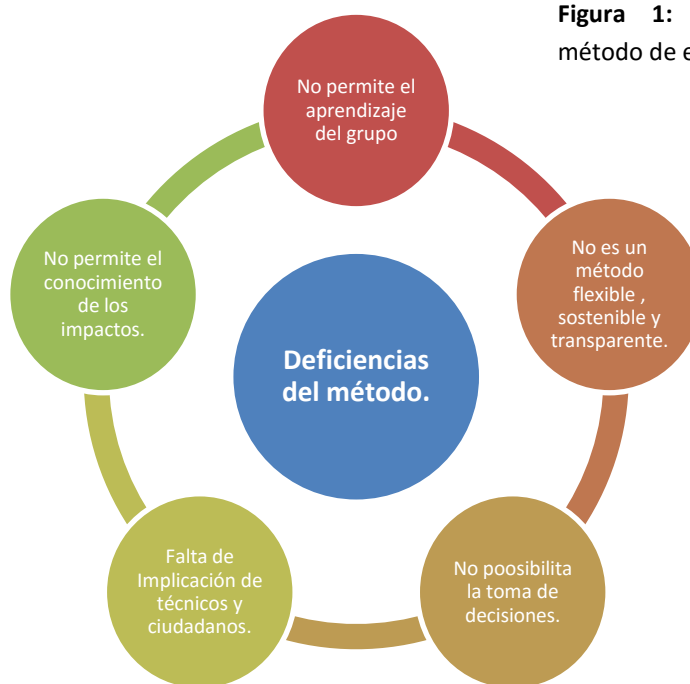 Figura 1:
método de e
No permite el
aprendizaje
del grupo
No es un
método
flexible ,
sostenible y
transparente.
No poosibilita
la toma de
decisiones.
Falta de
Implicación de
técnicos y
ciudadanos.
No permite el
conocimiento
de los
impactos.
Deficiencias
del método.